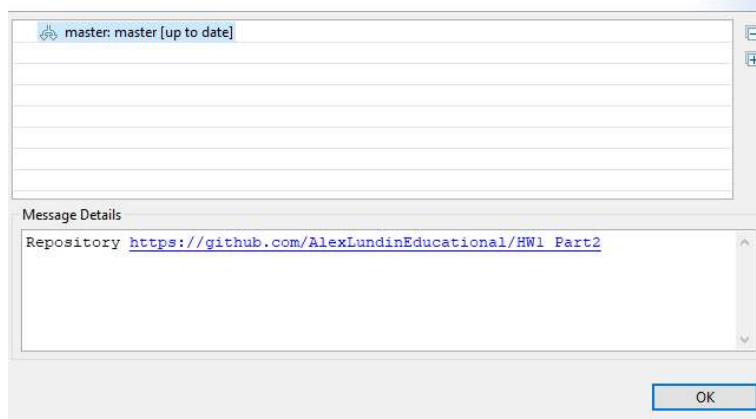 master: master [up to date]
Message Details
Repository https://github.com/AlexLundinEducational/HW1_Part2
OK